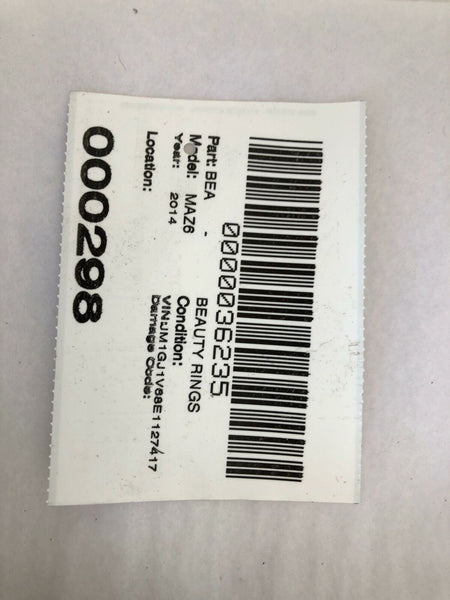 0000036235
Part: BEA - BEAUTY RINGS
Model: MAZ6 Condition:
Year: 2014 VIN:JM1GJ1V68E1127417
Location: Damage Code:
000298